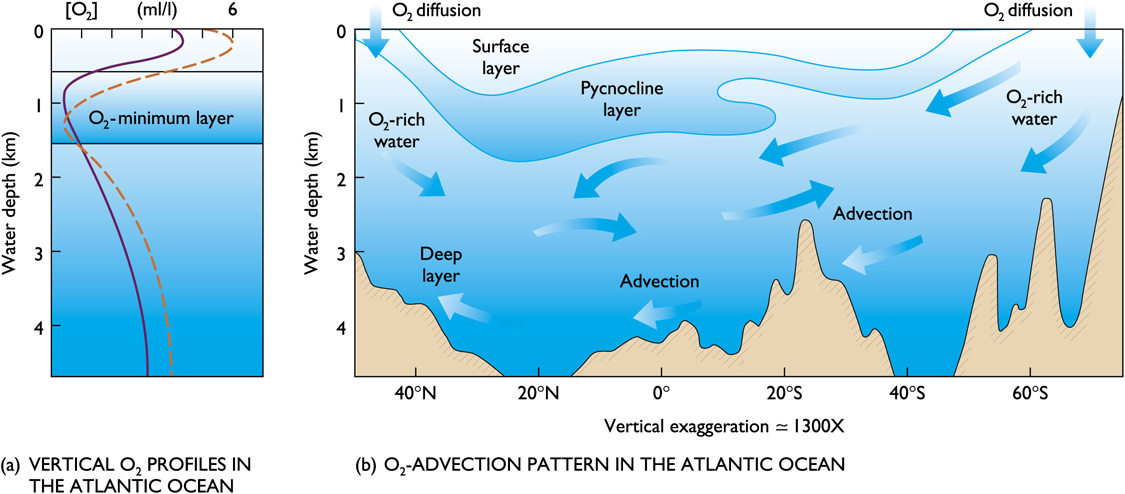 [O₂] (ml/l) 6
0
1
2
3
4
Water depth (km)
O₂-minimum layer
(a) VERTICAL O₂ PROFILES IN
THE ATLANTIC OCEAN
O₂ diffusion
O₂ diffusion
0
1
2
3
4
Water depth (km)
Surface
layer
Pycnocline
layer
O₂-rich
water
O₂-rich
water
Advection
Deep
layer
Advection
40°N 20°N 0° 20°S 40°S 60°S
Vertical exaggeration ≃ 1300X
(b) O₂-ADVECTION PATTERN IN THE ATLANTIC OCEAN